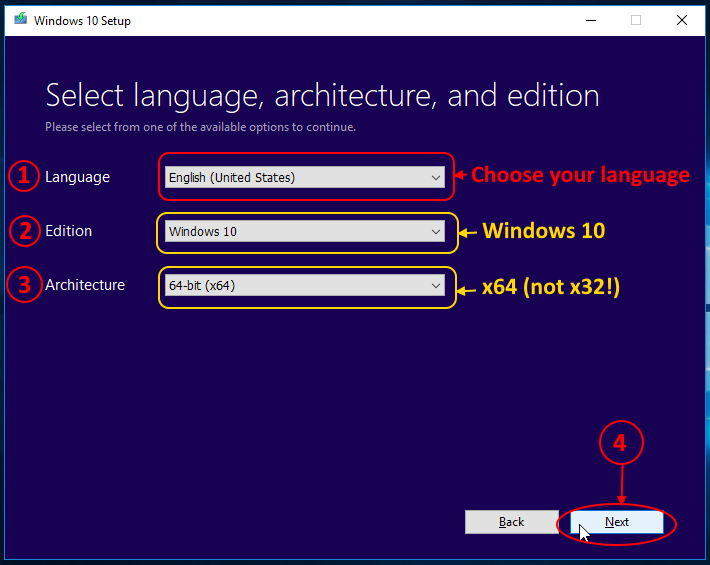 Windows 10 Setup
Select language, architecture, and edition
Please select from one of the available options to continue.
1 Language English (United States) Choose your language
2 Edition Windows 10 Windows 10
3 Architecture 64-bit (x64) x64 (not x32!)
4
Back Next